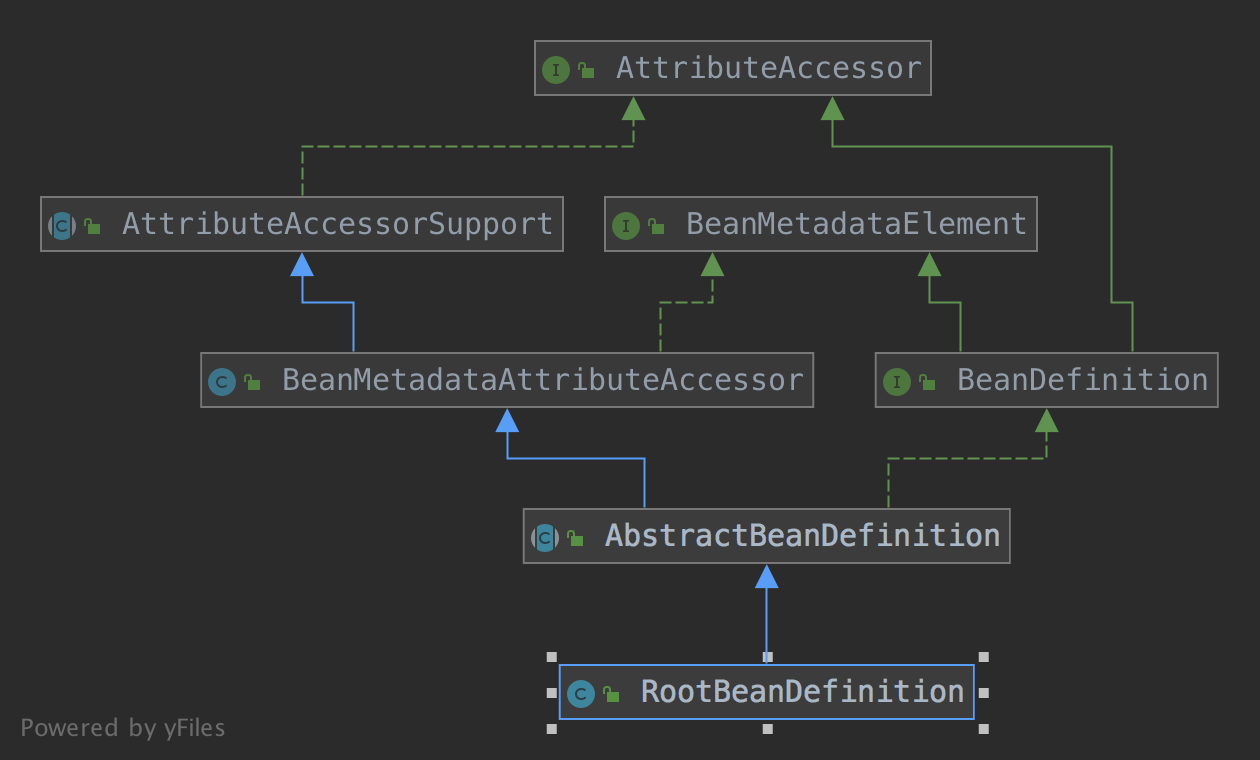 AttributeAccessor
AttributeAccessorSupport
BeanMetadataElement
BeanMetadataAttributeAccessor
BeanDefinition
AbstractBeanDefinition
RootBeanDefinition
Powered by yFiles